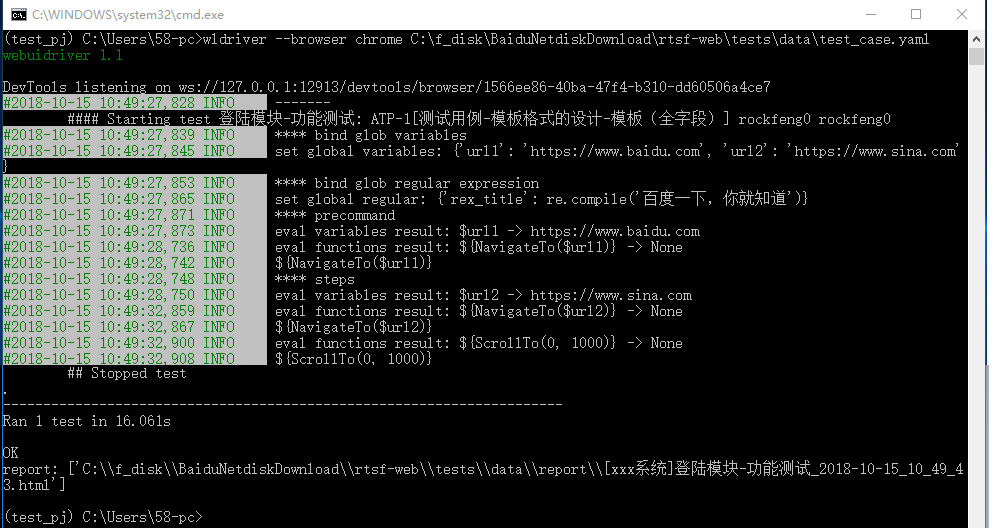 C:\WINDOWS\system32\cmd.exe
(test_pj) C:\Users\58-pc>wldriver --browser chrome C:\f_disk\BaiduNetdiskDownload\rtsf-web\tests\data\test_case.yaml
webuidriver 1.1
DevTools listening on ws://127.0.0.1:12913/devtools/browser/1566ee86-40ba-47f4-b310-dd60506a4ce7
#2018-10-15 10:49:27,828 INFO    -------
        #### Starting test 登陆模块-功能测试: ATP-1[测试用例-模板格式的设计-模板（全字段）] rockfeng0 rockfeng0
#2018-10-15 10:49:27,839 INFO    **** bind glob variables
#2018-10-15 10:49:27,845 INFO    set global variables: {'url1': 'https://www.baidu.com', 'url2': 'https://www.sina.com'
}
#2018-10-15 10:49:27,853 INFO    **** bind glob regular expression
#2018-10-15 10:49:27,865 INFO    set global regular: {'rex_title': re.compile('百度一下，你就知道')}
#2018-10-15 10:49:27,871 INFO    **** precommand
#2018-10-15 10:49:27,873 INFO    eval variables result: $url1 -> https://www.baidu.com
#2018-10-15 10:49:28,736 INFO    eval functions result: ${NavigateTo($url1)} -> None
#2018-10-15 10:49:28,742 INFO    ${NavigateTo($url1)}
#2018-10-15 10:49:28,748 INFO    **** steps
#2018-10-15 10:49:28,750 INFO    eval variables result: $url2 -> https://www.sina.com
#2018-10-15 10:49:32,859 INFO    eval functions result: ${NavigateTo($url2)} -> None
#2018-10-15 10:49:32,867 INFO    ${NavigateTo($url2)}
#2018-10-15 10:49:32,900 INFO    eval functions result: ${ScrollTo(0, 1000)} -> None
#2018-10-15 10:49:32,908 INFO    ${ScrollTo(0, 1000)}
        ## Stopped test
.
----------------------------------------------------------------------
Ran 1 test in 16.061s
OK
report: ['C:\\f_disk\\BaiduNetdiskDownload\\rtsf-web\\tests\\data\\report\\[xxx系统]登陆模块-功能测试_2018-10-15_10_49_4
3.html']
(test_pj) C:\Users\58-pc>